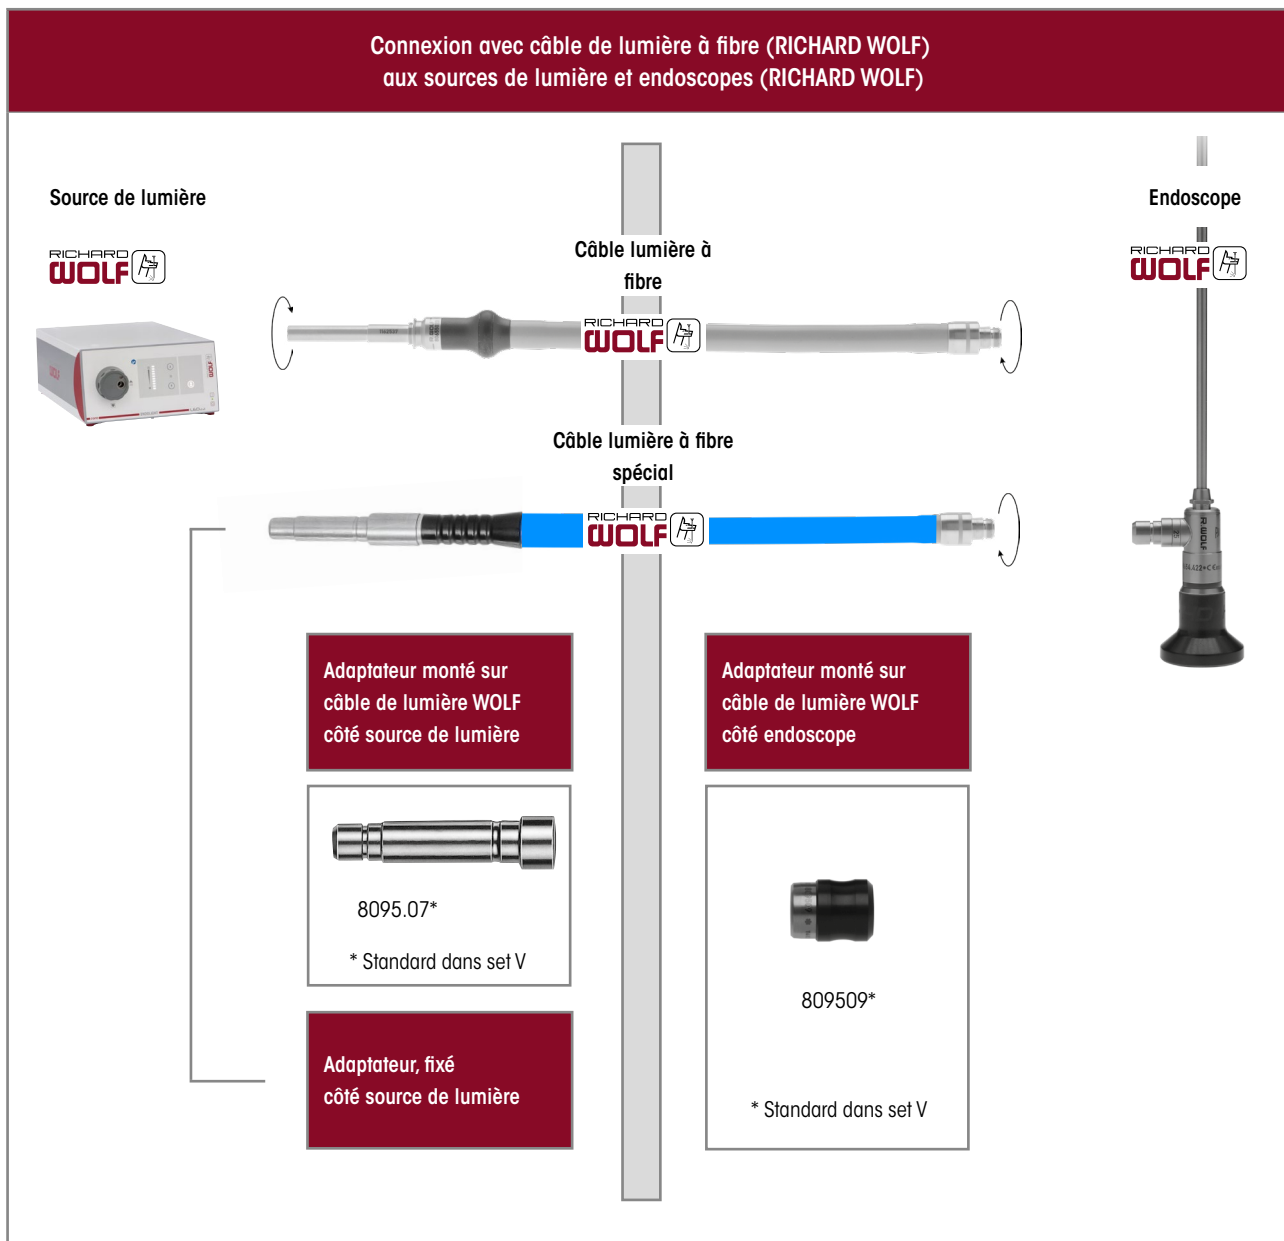 Connexion avec câble de lumière à fibre (RICHARD WOLF)
aux sources de lumière et endoscopes (RICHARD WOLF)
Source de lumière
RICHARD
WOLF
Câble lumière à
fibre
RICHARD
WOLF
Endoscope
RICHARD
WOLF
Câble lumière à fibre
spécial
RICHARD
WOLF
R.WOLF
Adaptateur monté sur
câble de lumière WOLF
côté source de lumière
8095.07*
* Standard dans set V
Adaptateur, fixé
côté source de lumière
Adaptateur monté sur
câble de lumière WOLF
côté endoscope
809509*
* Standard dans set V